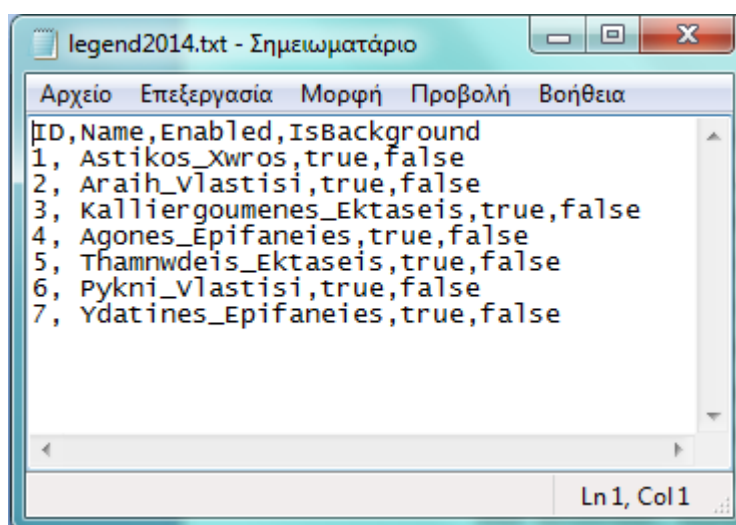 legend2014.txt - Σημειωματάριο
Αρχείο Επεξεργασία Μορφή Προβολή Βοήθεια
ID,Name,Enabled,IsBackground
1, Astikos_Xwros,true,false
2, Araih_Vlastisi,true,false
3, Kalliergoumenes_Ektaseis,true,false
4, Agones_Epifaneies,true,false
5, Thamnwdeis_Ektaseis,true,false
6, Pykni_Vlastisi,true,false
7, Ydatines_Epifaneies,true,false
Ln 1, Col 1